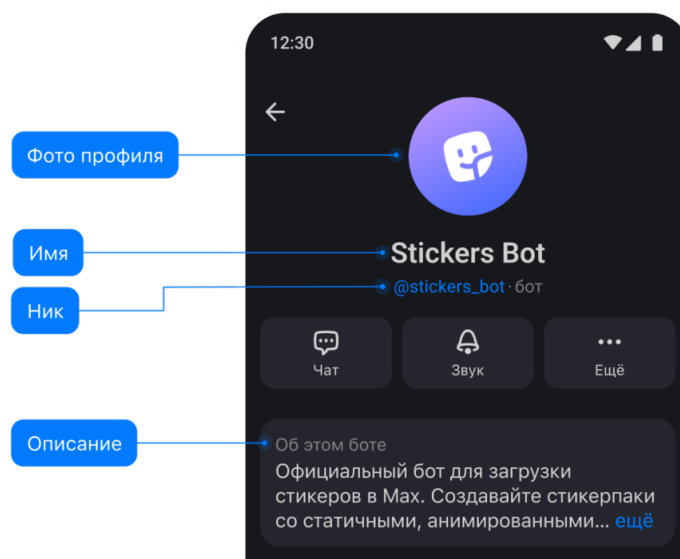 12:30
Фото профиля
Имя
Stickers Bot
Ник
@stickers_bot · бот
Чат
Звук
Ещё
Описание
Об этом боте
Официальный бот для загрузки
стикеров в Max. Создавайте стикерпаки
со статичными, анимированными... ещё